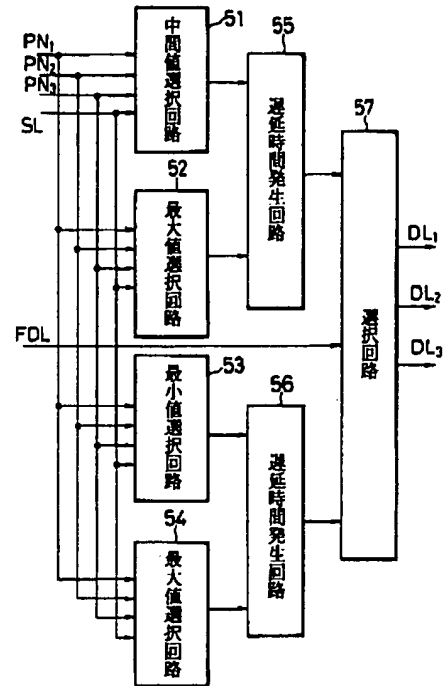 PN1
PN2
PN3
SL
51
中間値選択回路
52
最大値選択回路
FDL
53
最小値選択回路
54
最大値選択回路
55
遅延時間発生回路
56
遅延時間発生回路
57
選択回路
DL1
DL2
DL3